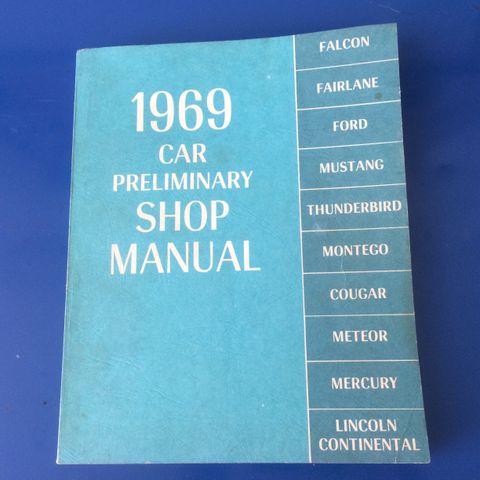 1969
CAR
PRELIMINARY
SHOP
MANUAL
FALCON
FAIRLANE
FORD
MUSTANG
THUNDERBIRD
MONTEGO
COUGAR
METEOR
MERCURY
LINCOLN
CONTINENTAL